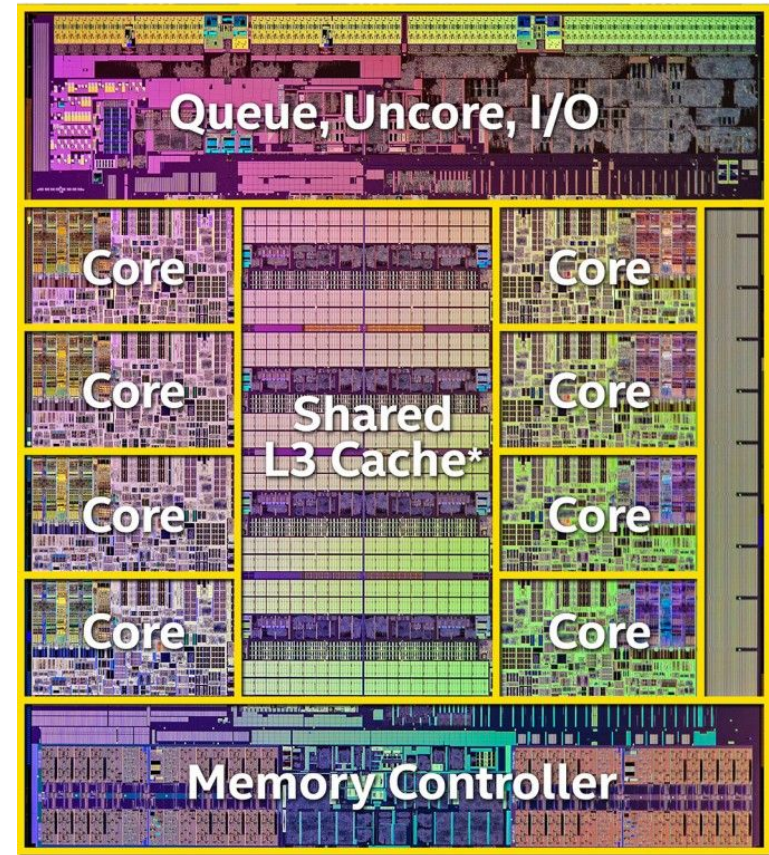 Queue, Uncore, I/O
Core
Core
Core
Core
Shared
L3 Cache*
Core
Core
Core
Core
Memory Controller